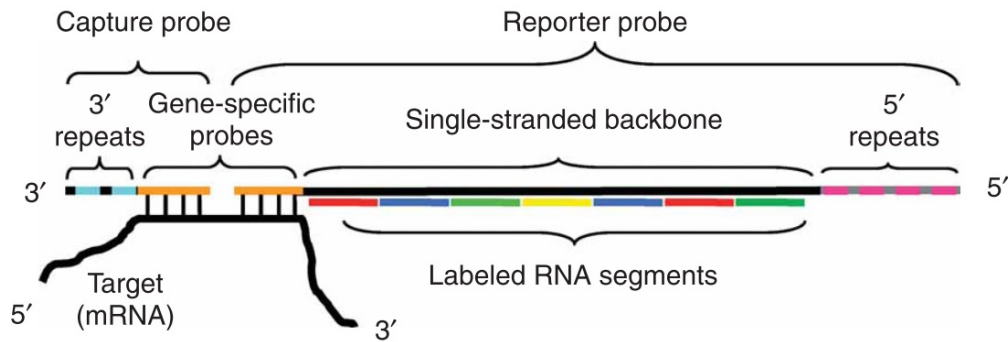 Capture probe
Reporter probe
3′
repeats
Gene-specific
probes
Single-stranded backbone
5′
repeats
3′
5′
Labeled RNA segments
Target
(mRNA)
5′
3′